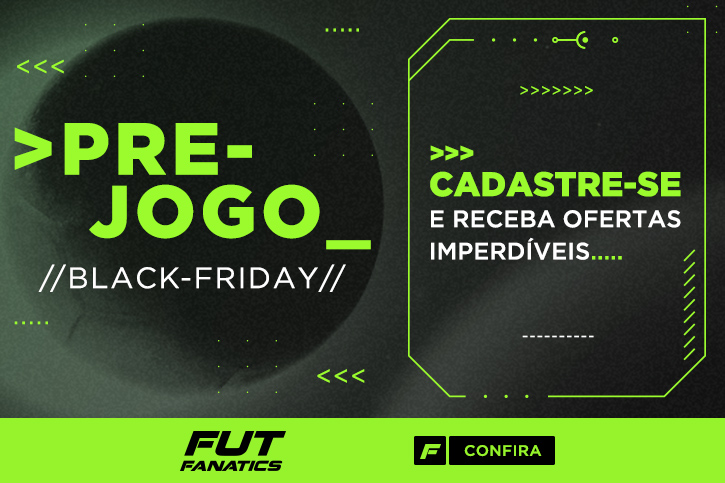 >PRE-
JOGO_
//BLACK-FRIDAY//
>>>
CADASTRE-SE
E RECEBA OFERTAS
IMPERDÍVEIS.....
FUT
FANATICS
F CONFIRA